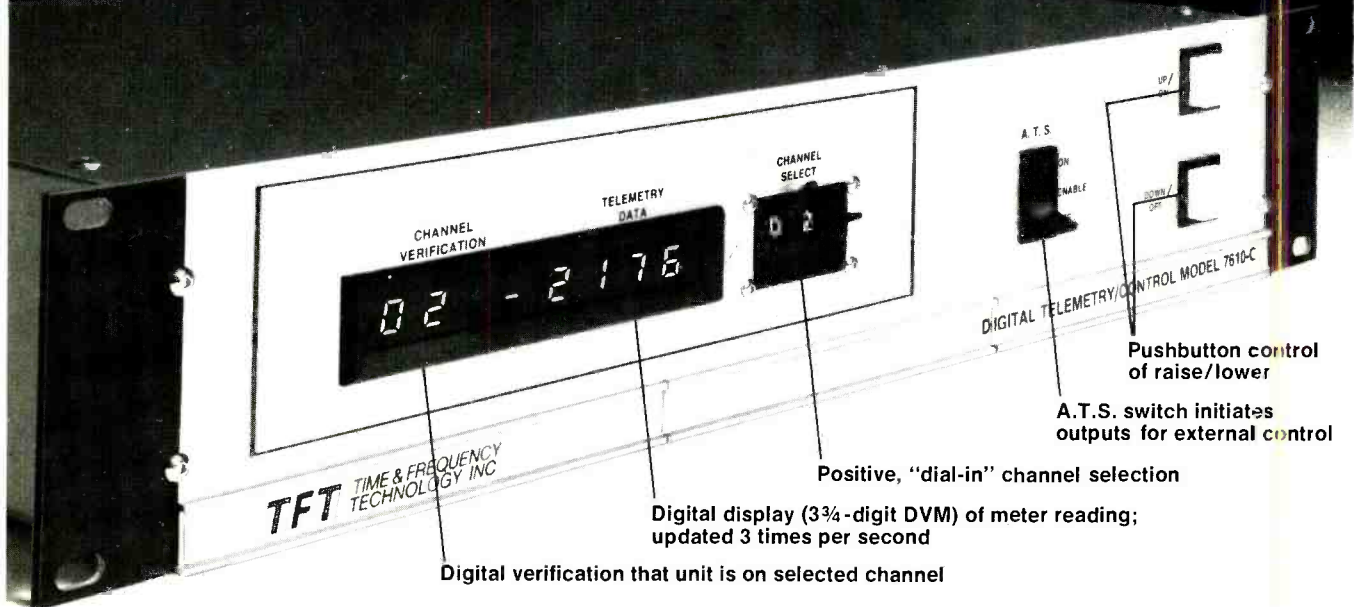 UP/
ON
A.T.S.
ON
ENABLE
DOWN/
OFF
CHANNEL
SELECT
02
TELEMETRY
DATA
CHANNEL
VERIFICATION
02 -2176
DIGITAL TELEMETRY/CONTROL MODEL 7610-C
TFT TIME & FREQUENCY
TECHNOLOGY INC
Pushbutton control
of raise/lower
A.T.S. switch initiates
outputs for external control
Positive, "dial-in" channel selection
Digital display (3¾-digit DVM) of meter reading;
updated 3 times per second
Digital verification that unit is on selected channel